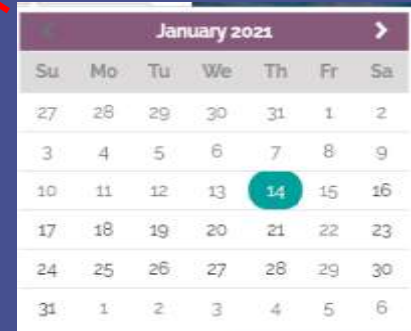 January 2021
Su Mo Tu We Th Fr Sa
27 28 29 30 31 1 2
3 4 5 6 7 8 9
10 11 12 13 14 15 16
17 18 19 20 21 22 23
24 25 26 27 28 29 30
31 1 2 3 4 5 6